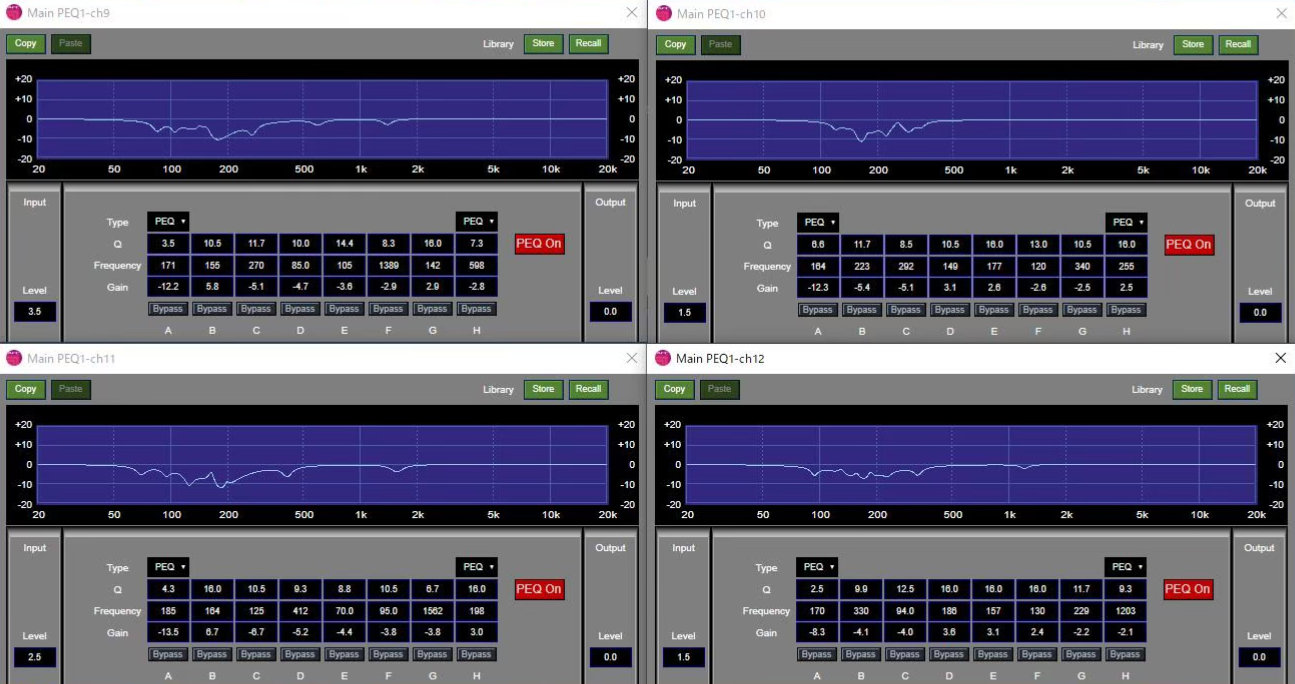 Main PEQ1-ch9
Copy Paste Library Store Recall
+20 +20
+10 +10
0 0
-10 -10
-20 -20
20 50 100 200 500 1k 2k 5k 10k 20k
Input Output
Type PEQ PEQ
Q 3.5 10.5 11.7 10.0 14.4 8.3 16.0 7.3 PEQ On
Frequency 171 155 270 85.0 105 1389 142 598
Gain -12.2 5.8 -5.1 -4.7 -3.6 -2.9 2.9 -2.8
Level Level
3.5 Bypass Bypass Bypass Bypass Bypass Bypass Bypass Bypass 0.0
A B C D E F G H
Main PEQ1-ch10
Copy Paste Library Store Recall
+20 +20
+10 +10
0 0
-10 -10
-20 -20
20 50 100 200 500 1k 2k 5k 10k 20k
Input Output
Type PEQ PEQ
Q 6.6 11.7 8.5 10.5 16.0 13.0 10.5 16.0 PEQ On
Frequency 164 223 292 149 177 120 340 255
Gain -12.3 -5.4 -5.1 3.1 2.6 -2.6 -2.5 2.5
Level Level
1.5 Bypass Bypass Bypass Bypass Bypass Bypass Bypass Bypass 0.0
A B C D E F G H
Main PEQ1-ch11
Copy Paste Library Store Recall
+20 +20
+10 +10
0 0
-10 -10
-20 -20
20 50 100 200 500 1k 2k 5k 10k 20k
Input Output
Type PEQ PEQ
Q 4.3 16.0 10.5 9.3 8.8 10.5 6.7 16.0 PEQ On
Frequency 185 164 125 412 70.0 95.0 1562 198
Gain -13.5 6.7 -6.7 -5.2 -4.4 -3.8 -3.8 3.0
Level Level
2.5 Bypass Bypass Bypass Bypass Bypass Bypass Bypass Bypass 0.0
A B C D E F G H
Main PEQ1-ch12
Copy Paste Library Store Recall
+20 +20
+10 +10
0 0
-10 -10
-20 -20
20 50 100 200 500 1k 2k 5k 10k 20k
Input Output
Type PEQ PEQ
Q 2.5 9.9 12.5 16.0 16.0 16.0 11.7 9.3 PEQ On
Frequency 170 330 94.0 186 157 130 229 1203
Gain -8.3 -4.1 -4.0 3.6 3.1 2.4 -2.2 -2.1
Level Level
1.5 Bypass Bypass Bypass Bypass Bypass Bypass Bypass Bypass 0.0
A B C D E F G H